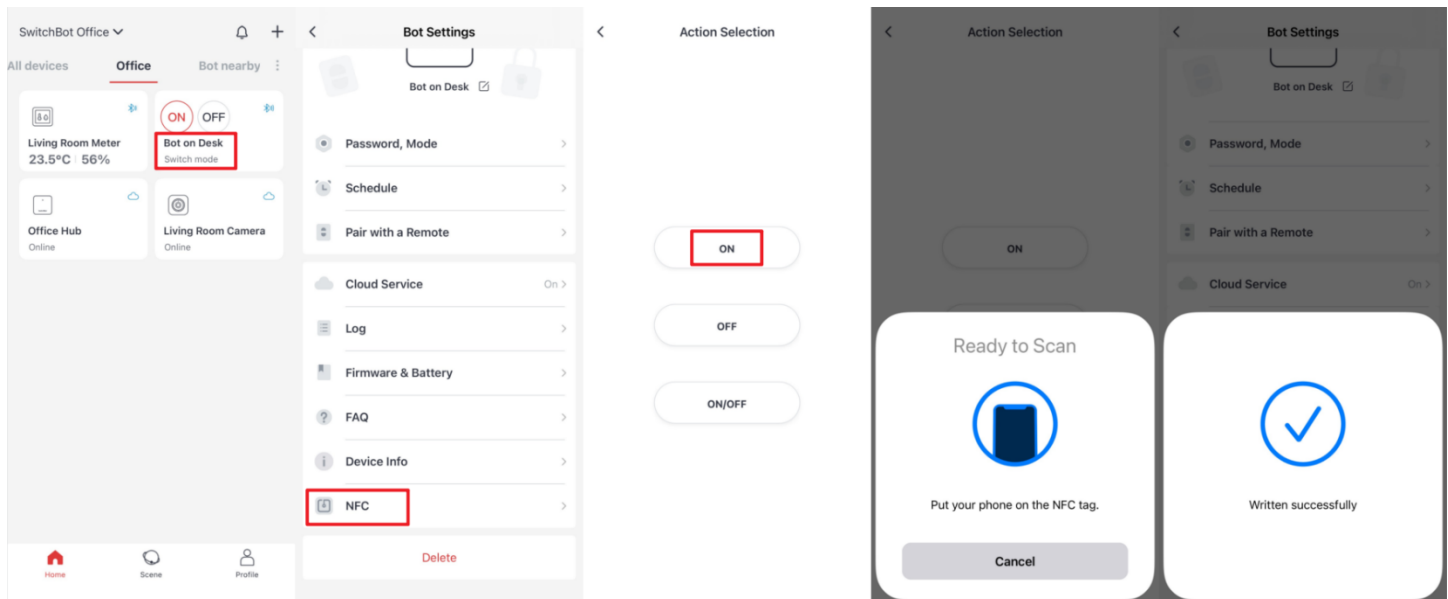 SwitchBot Office
All devices
Office
Bot nearby
ON
OFF
Living Room Meter
23.5°C 56%
Bot on Desk
Switch mode
Office Hub
Online
Living Room Camera
Online
Home
Scene
Profile
Bot Settings
Bot on Desk
Password, Mode
Schedule
Pair with a Remote
Cloud Service
On
Log
Firmware & Battery
FAQ
Device Info
NFC
Delete
Action Selection
ON
OFF
ON/OFF
Action Selection
ON
Ready to Scan
Put your phone on the NFC tag.
Cancel
Bot Settings
Bot on Desk
Password, Mode
Schedule
Pair with a Remote
Cloud Service
On
Written successfully